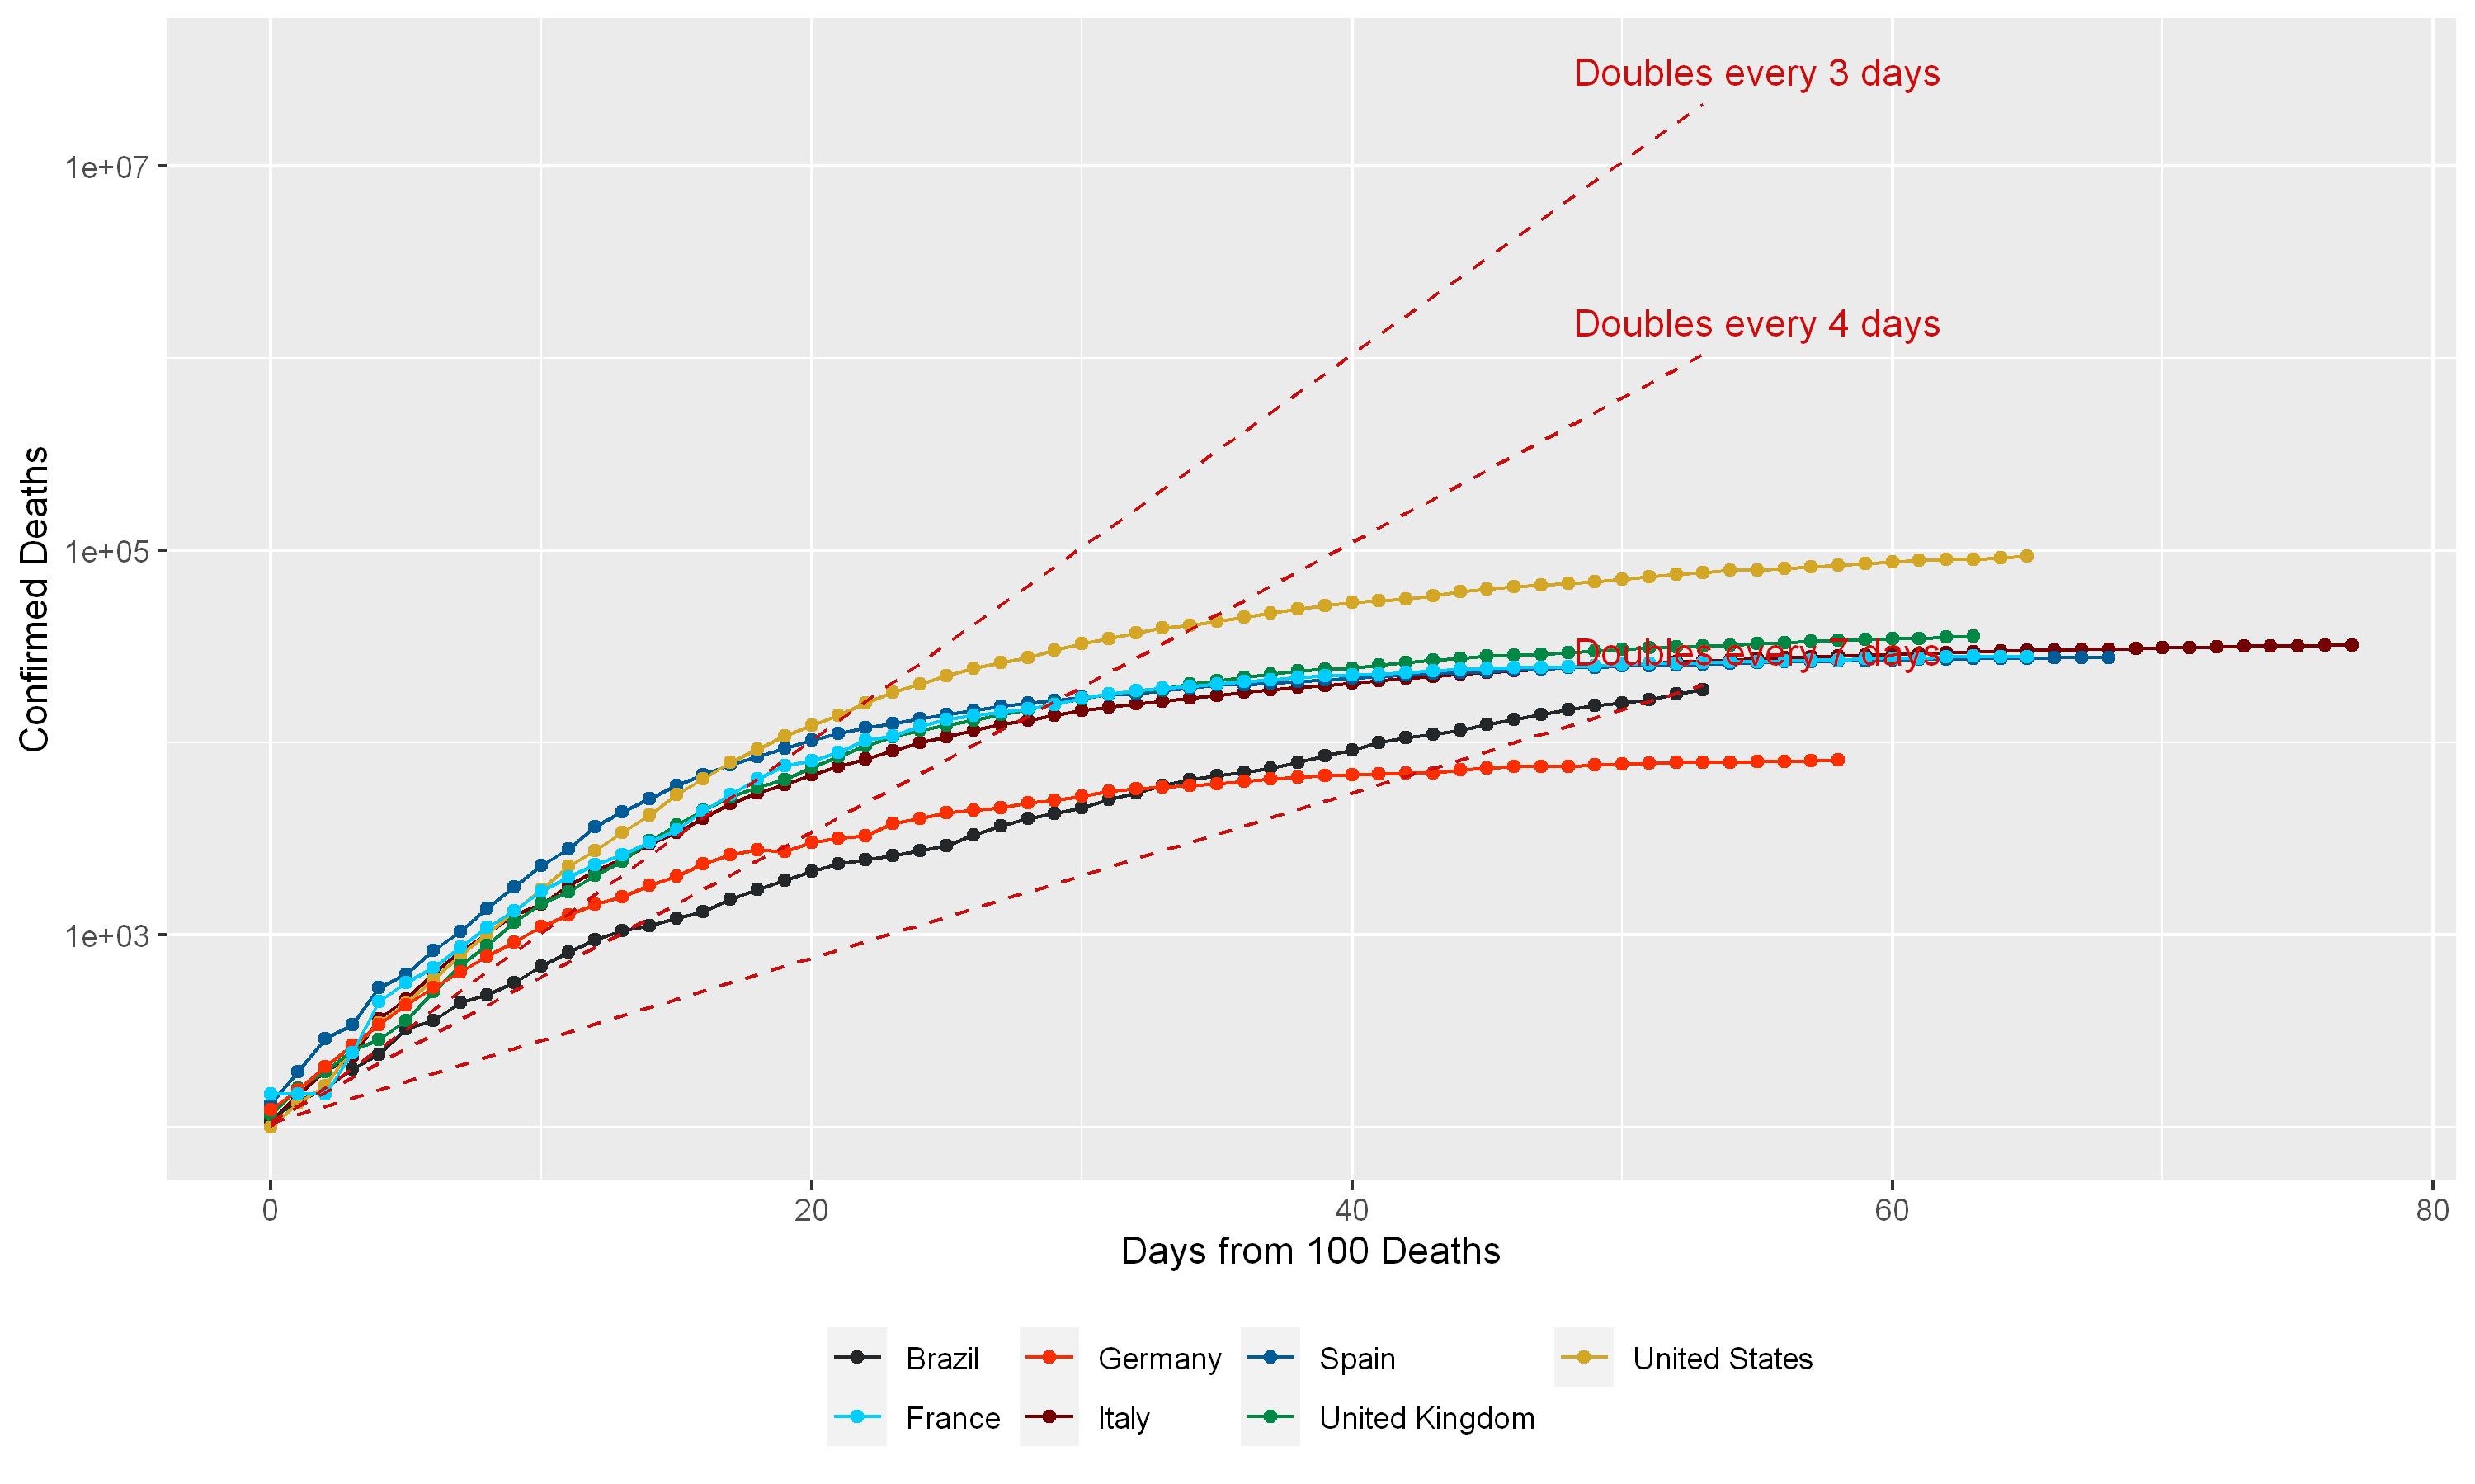 Doubles every 3 days
1e+07
Doubles every 4 days
1e+05
Doubles every 7 days
1e+03
Confirmed Deaths
0 20 40 60 80
Days from 100 Deaths
Brazil Germany Spain United States
France Italy United Kingdom